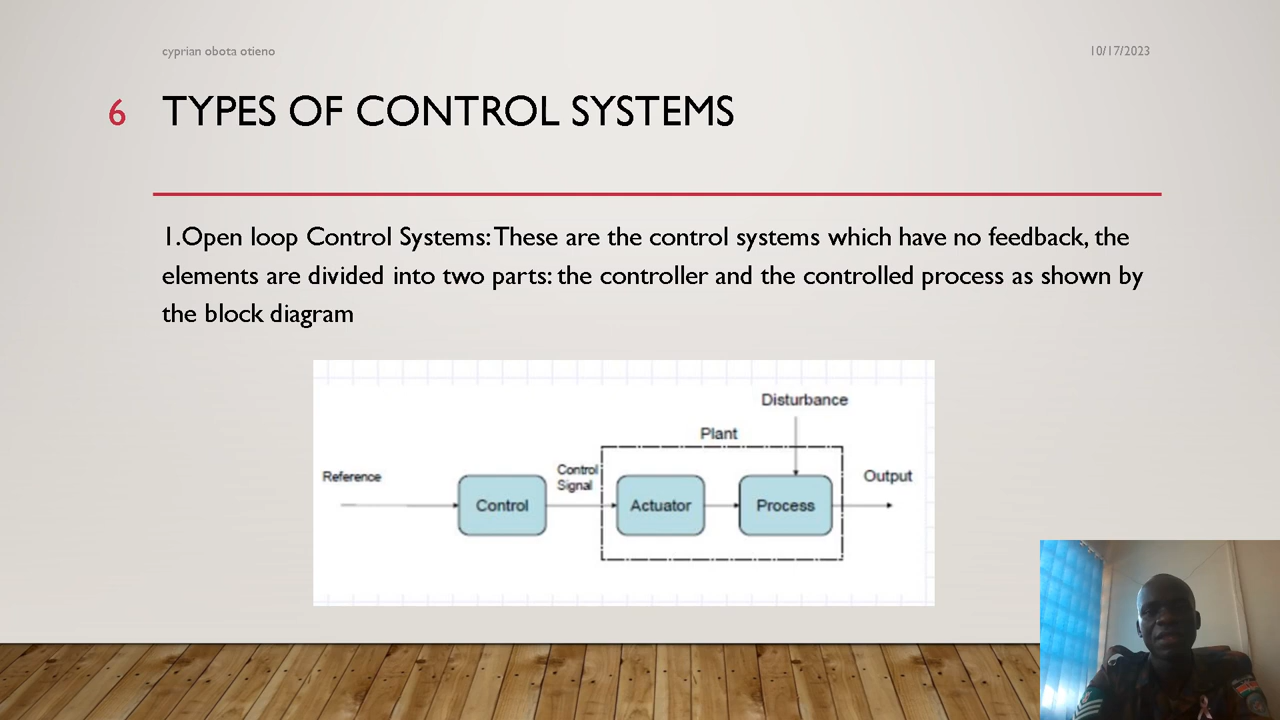 cyprian obota otieno
10/17/2023
6
TYPES OF CONTROL SYSTEMS
1.Open loop Control Systems: These are the control systems which have no feedback, the
elements are divided into two parts: the controller and the controlled process as shown by
the block diagram
Disturbance
Plant
Reference
Control
Signal
Output
Control
Actuator
Process